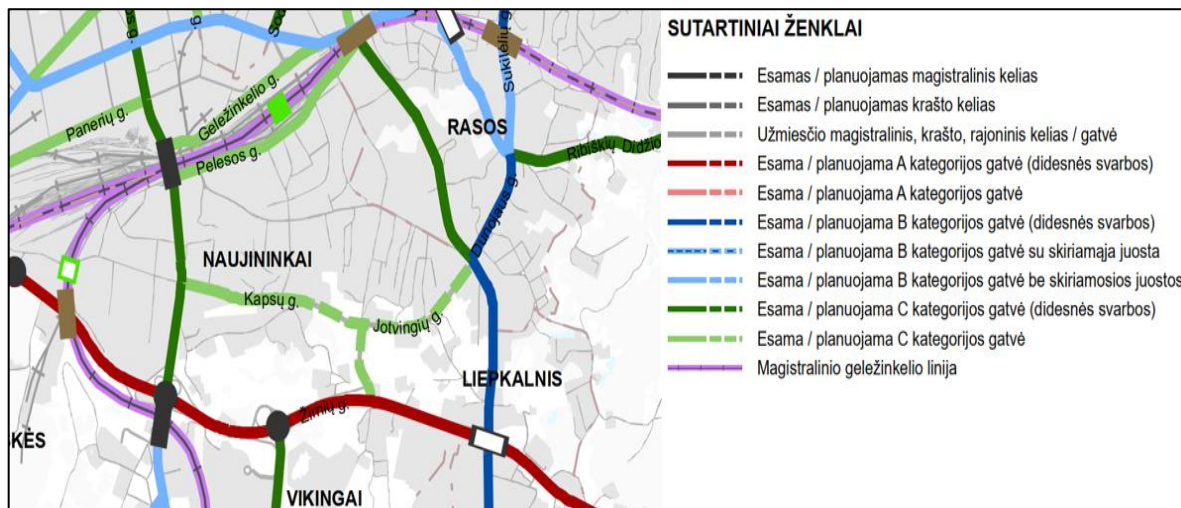 SUTARTINIAI ŽENKLAI
Esamas / planuojamas magistralinis kelias
Esamas / planuojamas krašto kelias
Užmiesčio magistralinis, krašto, rajoninis kelias / gatvė
Esama / planuojama A kategorijos gatvė (didesnės svarbos)
Esama / planuojama A kategorijos gatvė
Esama / planuojama B kategorijos gatvė (didesnės svarbos)
Esama / planuojama B kategorijos gatvė su skiriamąja juosta
Esama / planuojama B kategorijos gatvė be skiriamosios juostos
Esama / planuojama C kategorijos gatvė (didesnės svarbos)
Esama / planuojama C kategorijos gatvė
Magistralinio geležinkelio linija
Sukilėlių g.
Panerių g.
Geležinkelio g.
RASOS
Ribiškių Didžio
Pelesos g.
Dunojaus g.
NAUJININKAI
Kapsų g.
Jotvingių g.
LIEPKALNIS
Žirnių g.
KĖS
VIKINGAI